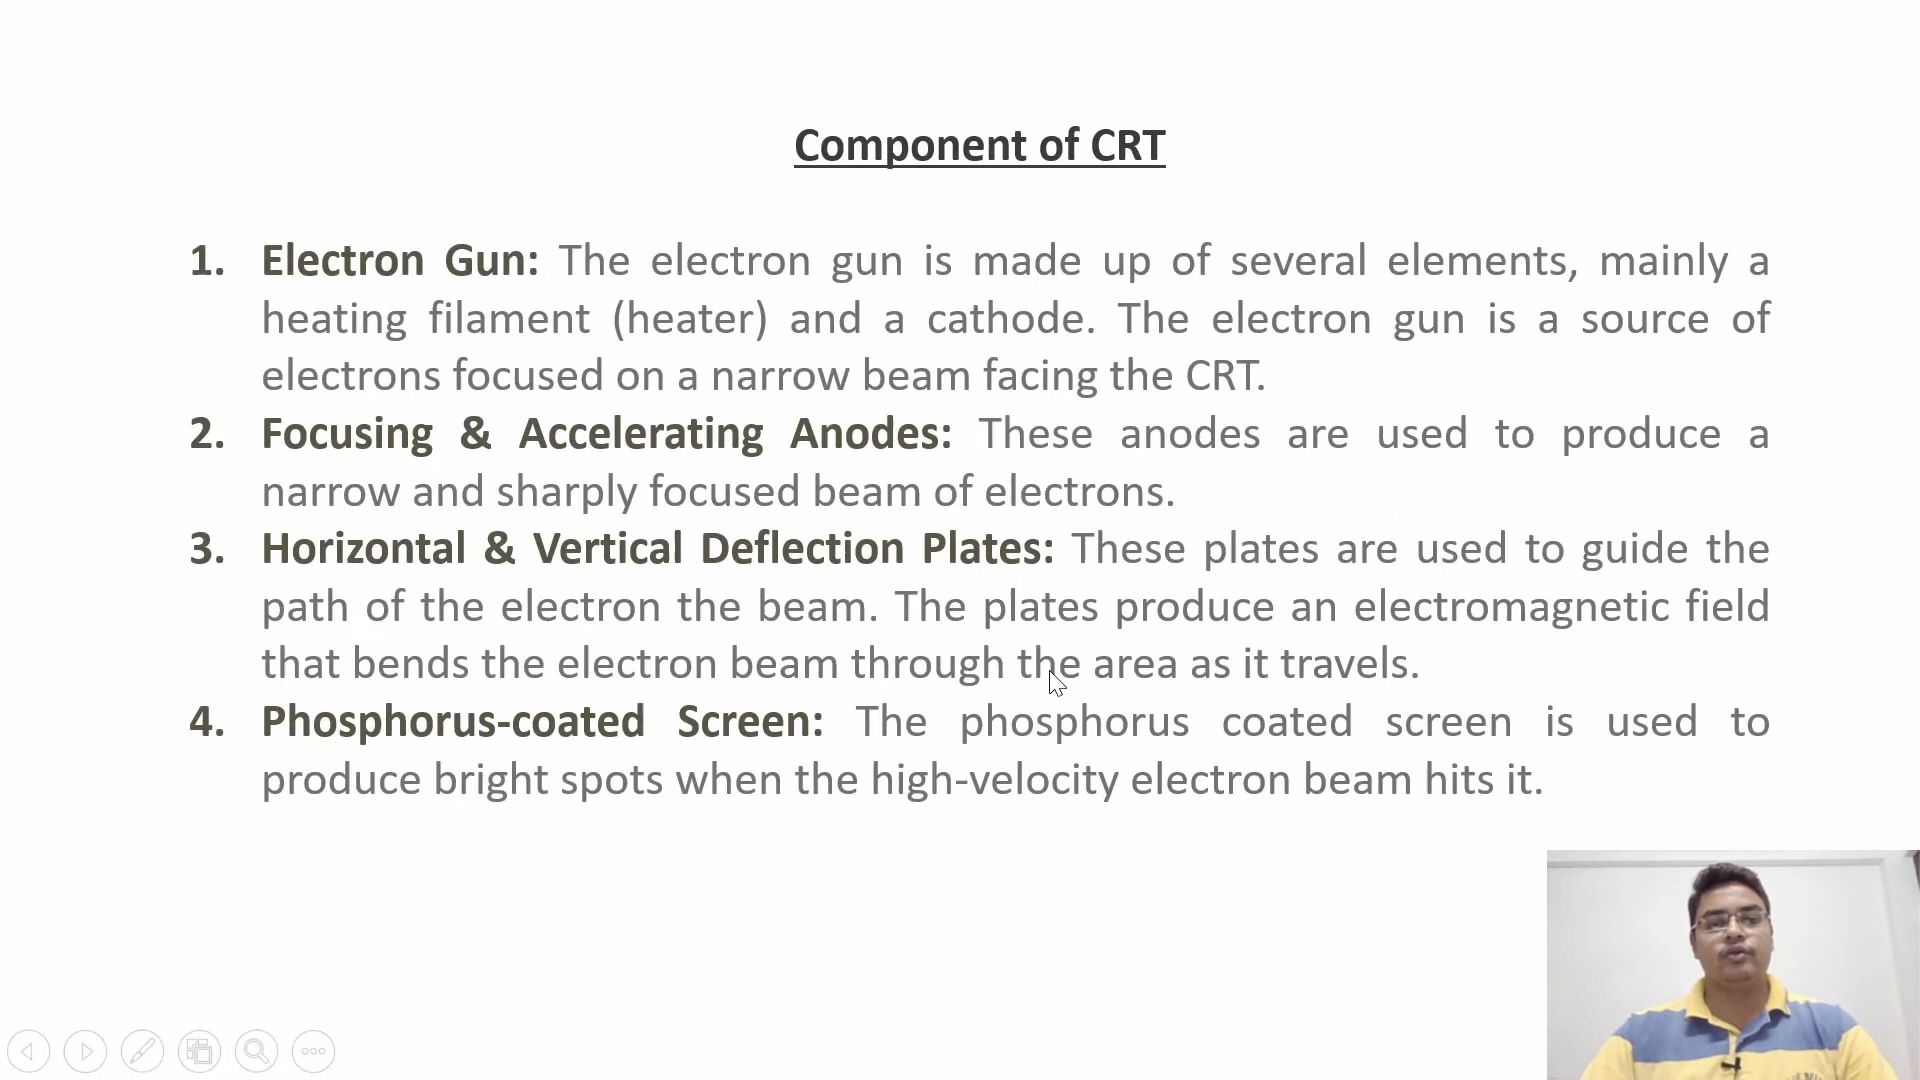 Component of CRT
1. Electron Gun: The electron gun is made up of several elements, mainly a
heating filament (heater) and a cathode. The electron gun is a source of
electrons focused on a narrow beam facing the CRT.
2. Focusing & Accelerating Anodes: These anodes are used to produce a
narrow and sharply focused beam of electrons.
3. Horizontal & Vertical Deflection Plates: These plates are used to guide the
path of the electron the beam. The plates produce an electromagnetic field
that bends the electron beam through the area as it travels.
4. Phosphorus-coated Screen: The phosphorus coated screen is used to
produce bright spots when the high-velocity electron beam hits it.